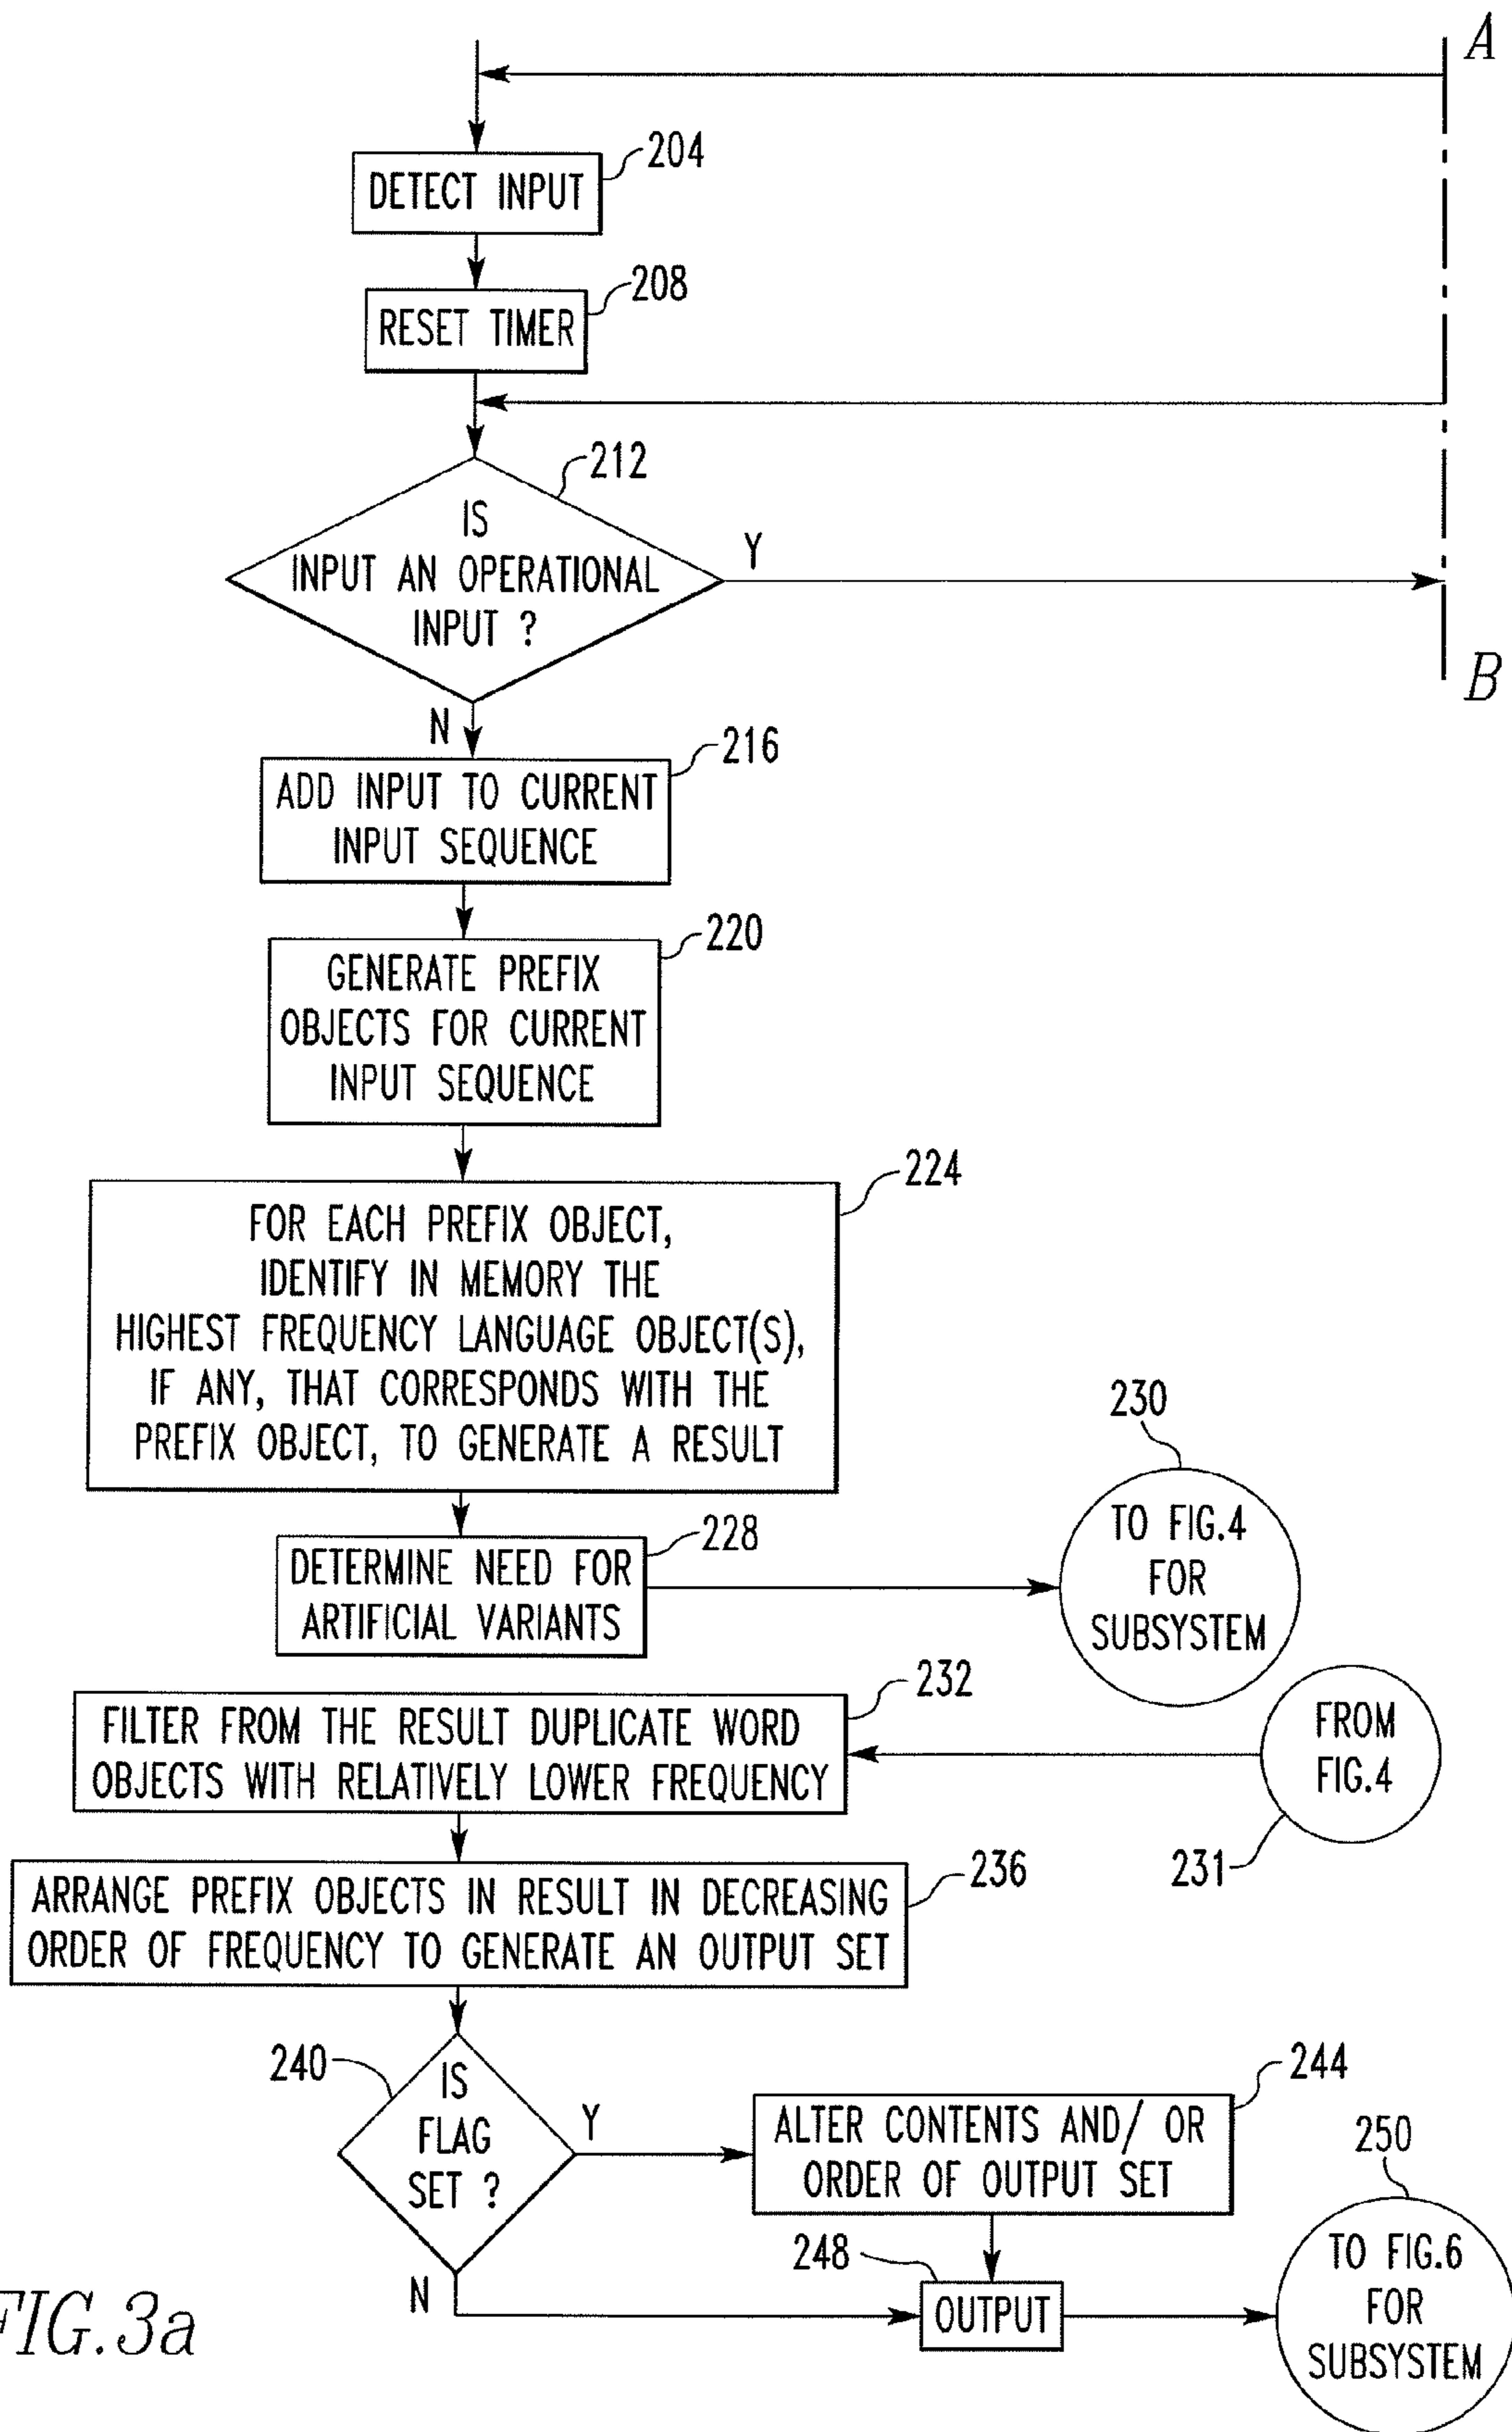 A
204
DETECT INPUT
208
RESET TIMER
212
IS
INPUT AN OPERATIONAL
INPUT ?
Y
B
N
216
ADD INPUT TO CURRENT
INPUT SEQUENCE
220
GENERATE PREFIX
OBJECTS FOR CURRENT
INPUT SEQUENCE
224
FOR EACH PREFIX OBJECT,
IDENTIFY IN MEMORY THE
HIGHEST FREQUENCY LANGUAGE OBJECT(S),
IF ANY, THAT CORRESPONDS WITH THE
PREFIX OBJECT, TO GENERATE A RESULT
228
DETERMINE NEED FOR
ARTIFICIAL VARIANTS
230
TO FIG.4
FOR
SUBSYSTEM
232
FILTER FROM THE RESULT DUPLICATE WORD
OBJECTS WITH RELATIVELY LOWER FREQUENCY
FROM
FIG.4
231
236
ARRANGE PREFIX OBJECTS IN RESULT IN DECREASING
ORDER OF FREQUENCY TO GENERATE AN OUTPUT SET
240
IS
FLAG
SET ?
Y
244
ALTER CONTENTS AND/ OR
ORDER OF OUTPUT SET
N
248
OUTPUT
250
TO FIG.6
FOR
SUBSYSTEM
FIG.3a